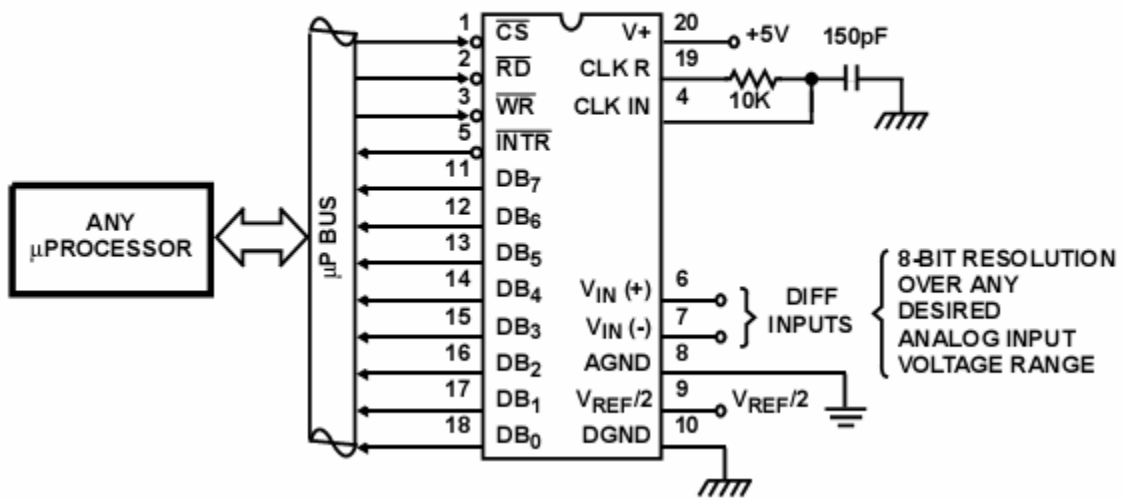 ANY
µPROCESSOR
µP BUS
1
2
3
5
11
12
13
14
15
16
17
18
CS
RD
WR
INTR
DB7
DB6
DB5
DB4
DB3
DB2
DB1
DB0
V+
CLK R
CLK IN
VIN (+)
VIN (-)
AGND
VREF/2
DGND
20
19
4
6
7
8
9
10
+5V
150pF
10K
DIFF
INPUTS
VREF/2
8-BIT RESOLUTION
OVER ANY
DESIRED
ANALOG INPUT
VOLTAGE RANGE